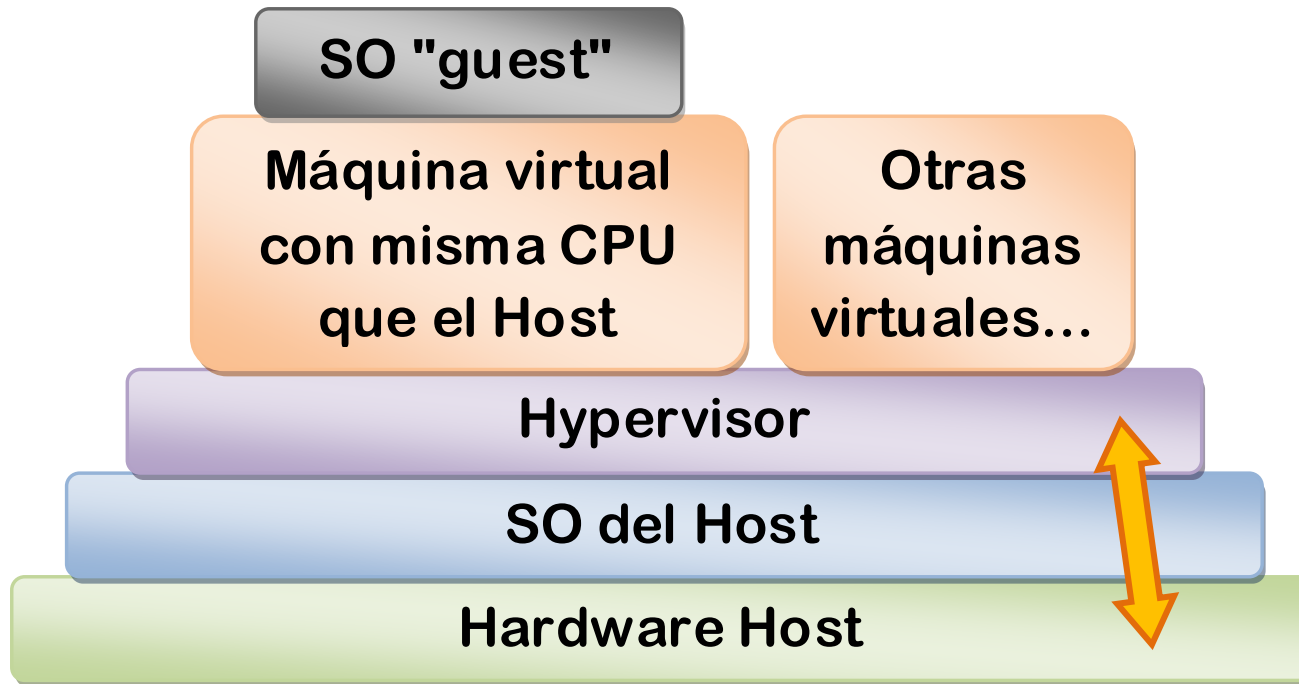 SO "guest"
Máquina virtual
con misma CPU
que el Host
Otras
máquinas
virtuales...
Hypervisor
SO del Host
Hardware Host